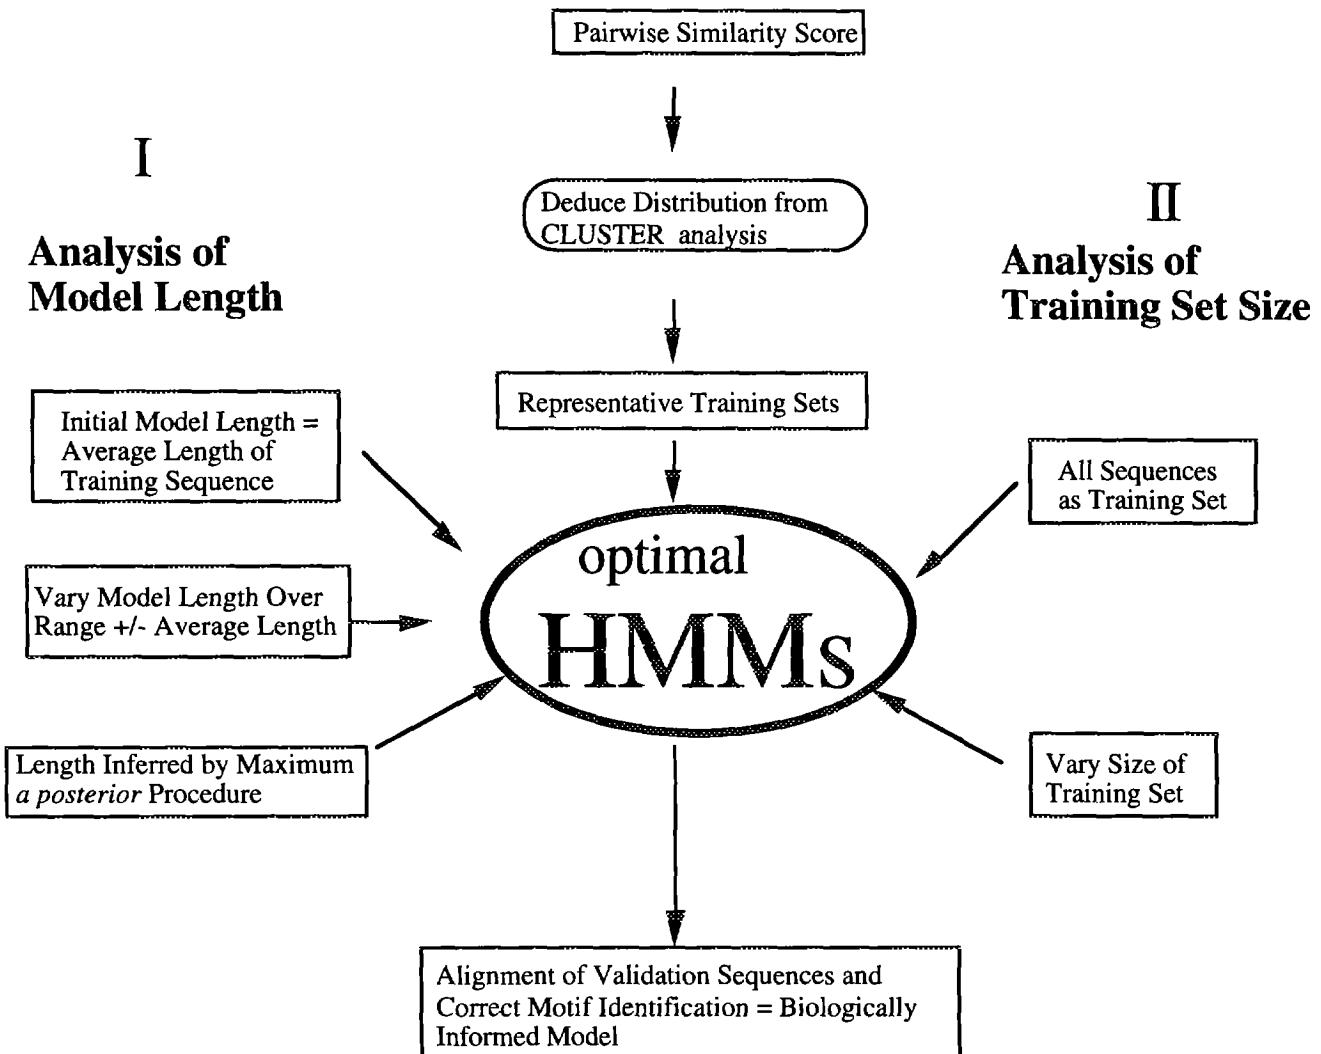 Pairwise Similarity Score
I
Analysis of
Model Length
Deduce Distribution from
CLUSTER analysis
II
Analysis of
Training Set Size
Representative Training Sets
Initial Model Length =
Average Length of
Training Sequence
All Sequences
as Training Set
optimal
HMMs
Vary Model Length Over
Range +/- Average Length
Length Inferred by Maximum
a posterior Procedure
Vary Size of
Training Set
Alignment of Validation Sequences and
Correct Motif Identification = Biologically
Informed Model